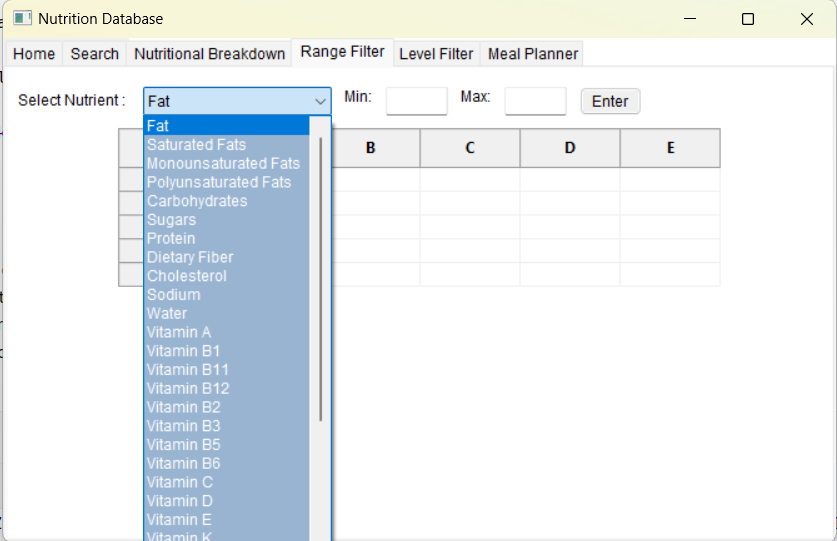 Nutrition Database
Home Search Nutritional Breakdown Range Filter Level Filter Meal Planner
Select Nutrient : Fat Min: Max: Enter
B C D E
Fat
Saturated Fats
Monounsaturated Fats
Polyunsaturated Fats
Carbohydrates
Sugars
Protein
Dietary Fiber
Cholesterol
Sodium
Water
Vitamin A
Vitamin B1
Vitamin B11
Vitamin B12
Vitamin B2
Vitamin B3
Vitamin B5
Vitamin B6
Vitamin C
Vitamin D
Vitamin E
Vitamin K